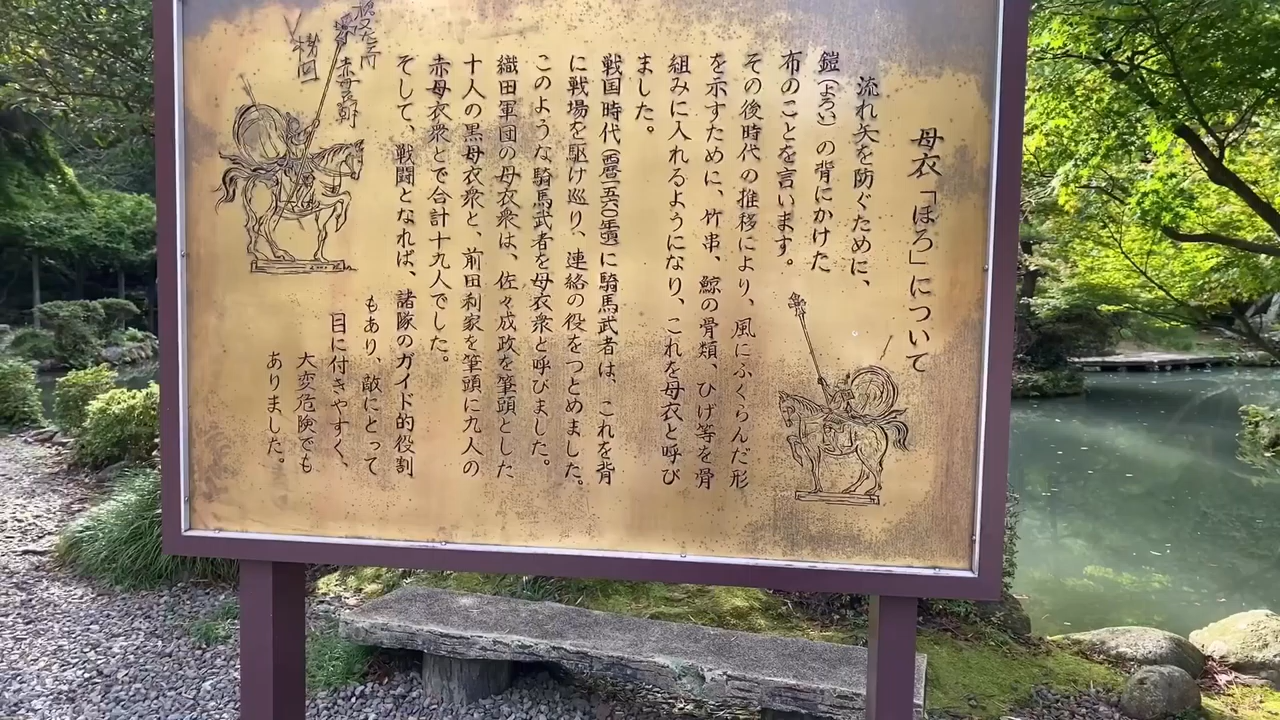 母衣「ほろ」について
流れ矢を防ぐために、
鎧(よろい)の背にかけた
布のことを言います。
その後時代の推移により、風にふくらんだ形
を示すために、竹串、鯨の骨類、ひげ等を骨
組みに入れるようになり、これを母衣と呼び
ました。
戦国時代(西暦一五六〇年頃)に騎馬武者は、これを背
に戦場を駆け巡り、連絡の役をつとめました。
このような騎馬武者を母衣衆と呼びました。
織田軍団の母衣衆は、佐々成政を筆頭とした
十人の黒母衣衆と、前田利家を筆頭に九人の
赤母衣衆とで合計十九人でした。
そして、戦闘となれば、諸隊のガイド的役割
もあり、敵にとって
目に付きやすく、
大変危険でも
ありました。